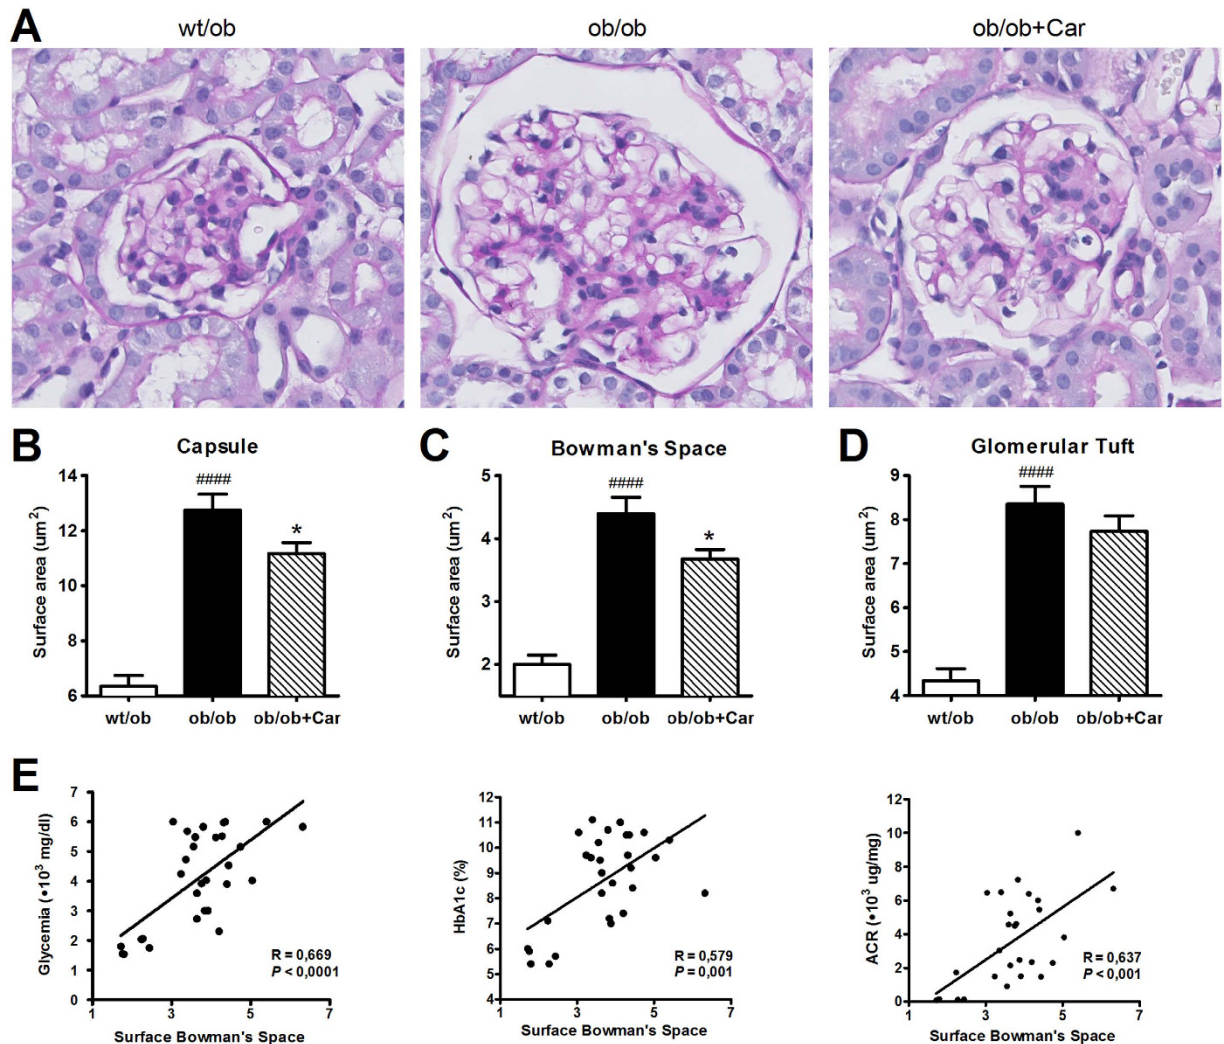 A
wt/ob ob/ob ob/ob+Car
B Capsule
Surface area (um²)
14
12
10
8
6
####
*
wt/ob ob/ob ob/ob+Car
C Bowman's Space
Surface area (um²)
5
4
3
2
####
*
wt/ob ob/ob ob/ob+Car
D Glomerular Tuft
Surface area (um²)
9
8
7
6
5
4
####
wt/ob ob/ob ob/ob+Car
E
Glycemia (•10³ mg/dl)
7
6
5
4
3
2
1
0
R = 0,669
P < 0,0001
1 3 5 7
Surface Bowman's Space
HbA1c (%)
12
11
10
9
8
7
6
5
4
R = 0,579
P = 0,001
1 3 5 7
Surface Bowman's Space
ACR (•10³ ug/mg)
12
10
8
6
4
2
0
R = 0,637
P < 0,001
1 3 5 7
Surface Bowman's Space